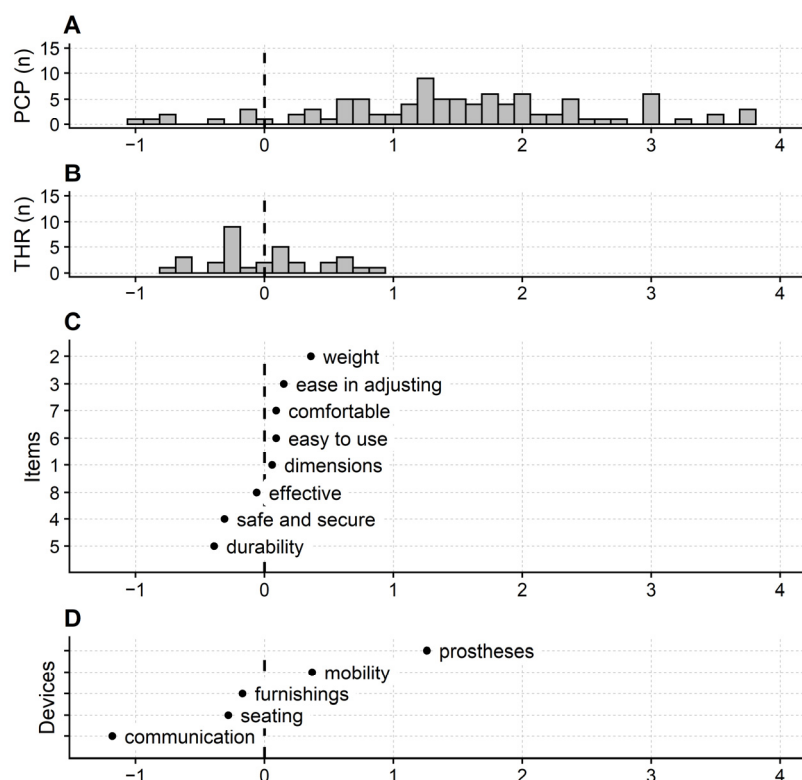 A
PCP (n)
15
10
5
0
−1 0 1 2 3 4
B
THR (n)
15
10
5
0
−1 0 1 2 3 4
C
Items
2 weight
3 ease in adjusting
7 comfortable
6 easy to use
1 dimensions
8 effective
4 safe and secure
5 durability
−1 0 1 2 3 4
D
Devices
prostheses
mobility
furnishings
seating
communication
−1 0 1 2 3 4